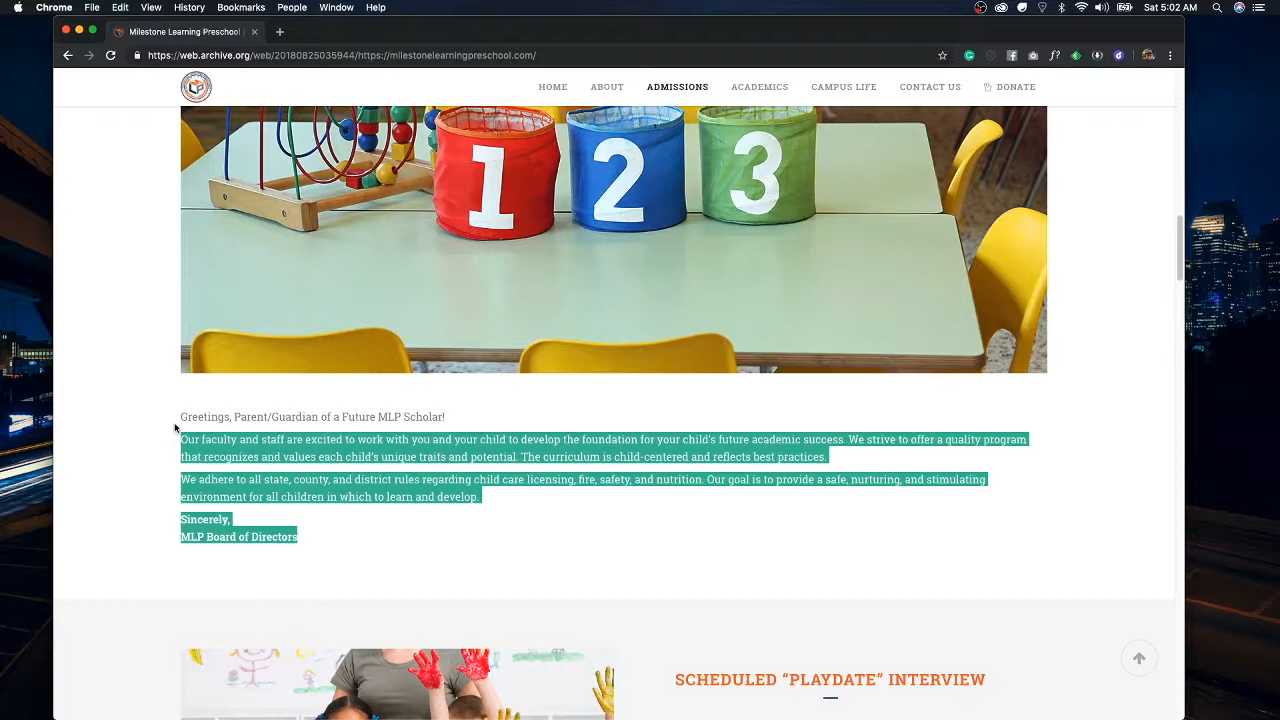 Chrome File Edit View History Bookmarks People Window Help
Sat 5:02 AM
Milestone Learning Preschool
https://web.archive.org/web/20180825035944/https://milestonelearningpreschool.com/
HOME ABOUT ADMISSIONS ACADEMICS CAMPUS LIFE CONTACT US DONATE
1 2 3
Greetings, Parent/Guardian of a Future MLP Scholar!
Our faculty and staff are excited to work with you and your child to develop the foundation for your child's future academic success. We strive to offer a quality program
that recognizes and values each child's unique traits and potential. The curriculum is child-centered and reflects best practices.
We adhere to all state, county, and district rules regarding child care licensing, fire, safety, and nutrition. Our goal is to provide a safe, nurturing, and stimulating
environment for all children in which to learn and develop.
Sincerely,
MLP Board of Directors
SCHEDULED “PLAYDATE” INTERVIEW